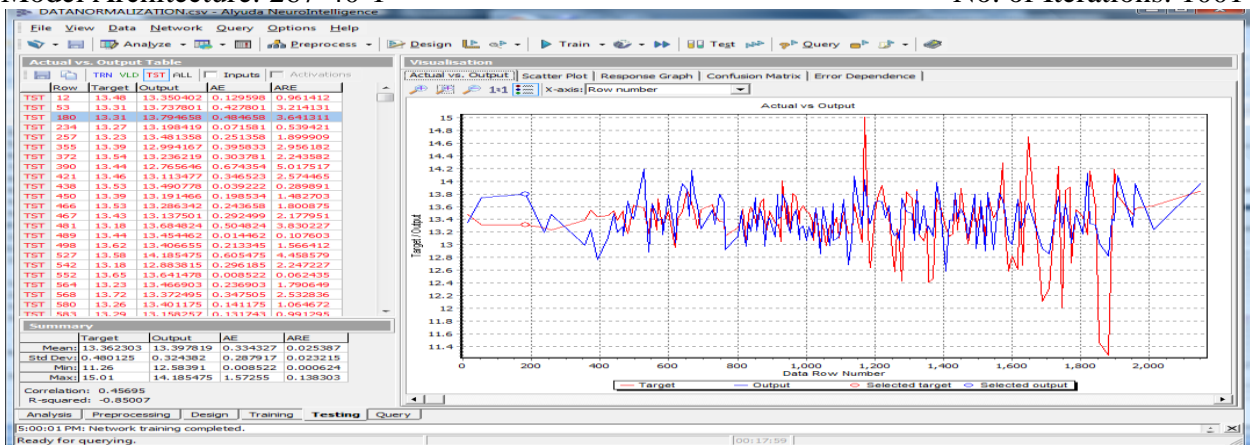 DATANORMALIZATION.csv - Alyuda NeuroIntelligence
File View Data Network Query Options Help
Analyze Preprocess Design Train Test Query
Actual vs. Output Table
TRN VLD TST ALL Inputs Activations
Row Target Output AE ARE
TST 12 13.48 13.350402 0.129598 0.961412
TST 53 13.31 13.737801 0.427801 3.214131
TST 180 13.31 13.794658 0.484658 3.641311
TST 234 13.27 13.198419 0.071581 0.539421
TST 257 13.23 13.481358 0.251358 1.899909
TST 355 13.39 12.994167 0.395833 2.956182
TST 372 13.54 13.236219 0.303781 2.243582
TST 390 13.44 12.765646 0.674354 5.017517
TST 421 13.46 13.113477 0.346523 2.574465
TST 438 13.53 13.490778 0.039222 0.289891
TST 450 13.39 13.191466 0.198534 1.482703
TST 466 13.53 13.286342 0.243658 1.800875
TST 467 13.43 13.137501 0.292499 2.177951
TST 481 13.18 13.684824 0.504824 3.830227
TST 489 13.44 13.454462 0.014462 0.107603
TST 498 13.62 13.406655 0.213345 1.566412
TST 527 13.58 14.185475 0.605475 4.458579
TST 542 13.18 12.883815 0.296185 2.247227
TST 552 13.65 13.641478 0.008522 0.062435
TST 564 13.23 13.466903 0.236903 1.790649
TST 568 13.72 13.372495 0.347505 2.532836
TST 580 13.26 13.401175 0.141175 1.064672
TST 583 13.29 13.158257 0.131743 0.991295
Summary
Target Output AE ARE
Mean: 13.362303 13.397819 0.334327 0.025387
Std Dev: 0.480125 0.324382 0.287917 0.023215
Min: 11.26 12.58391 0.008522 0.000624
Max: 15.01 14.185475 1.57255 0.138303
Correlation: 0.45695
R-squared: -0.85007
Visualisation
Actual vs. Output Scatter Plot Response Graph Confusion Matrix Error Dependence
1:1 X-axis: Row number
Actual vs Output
Target / Output
15
14.8
14.6
14.4
14.2
14
13.8
13.6
13.4
13.2
13
12.8
12.6
12.4
12.2
12
11.8
11.6
11.4
0 200 400 600 800 1,000 1,200 1,400 1,600 1,800 2,000
Data Row Number
Target Output Selected target Selected output
Analysis Preprocessing Design Training Testing Query
5:00:01 PM: Network training completed.
Ready for querying. 00:17:59